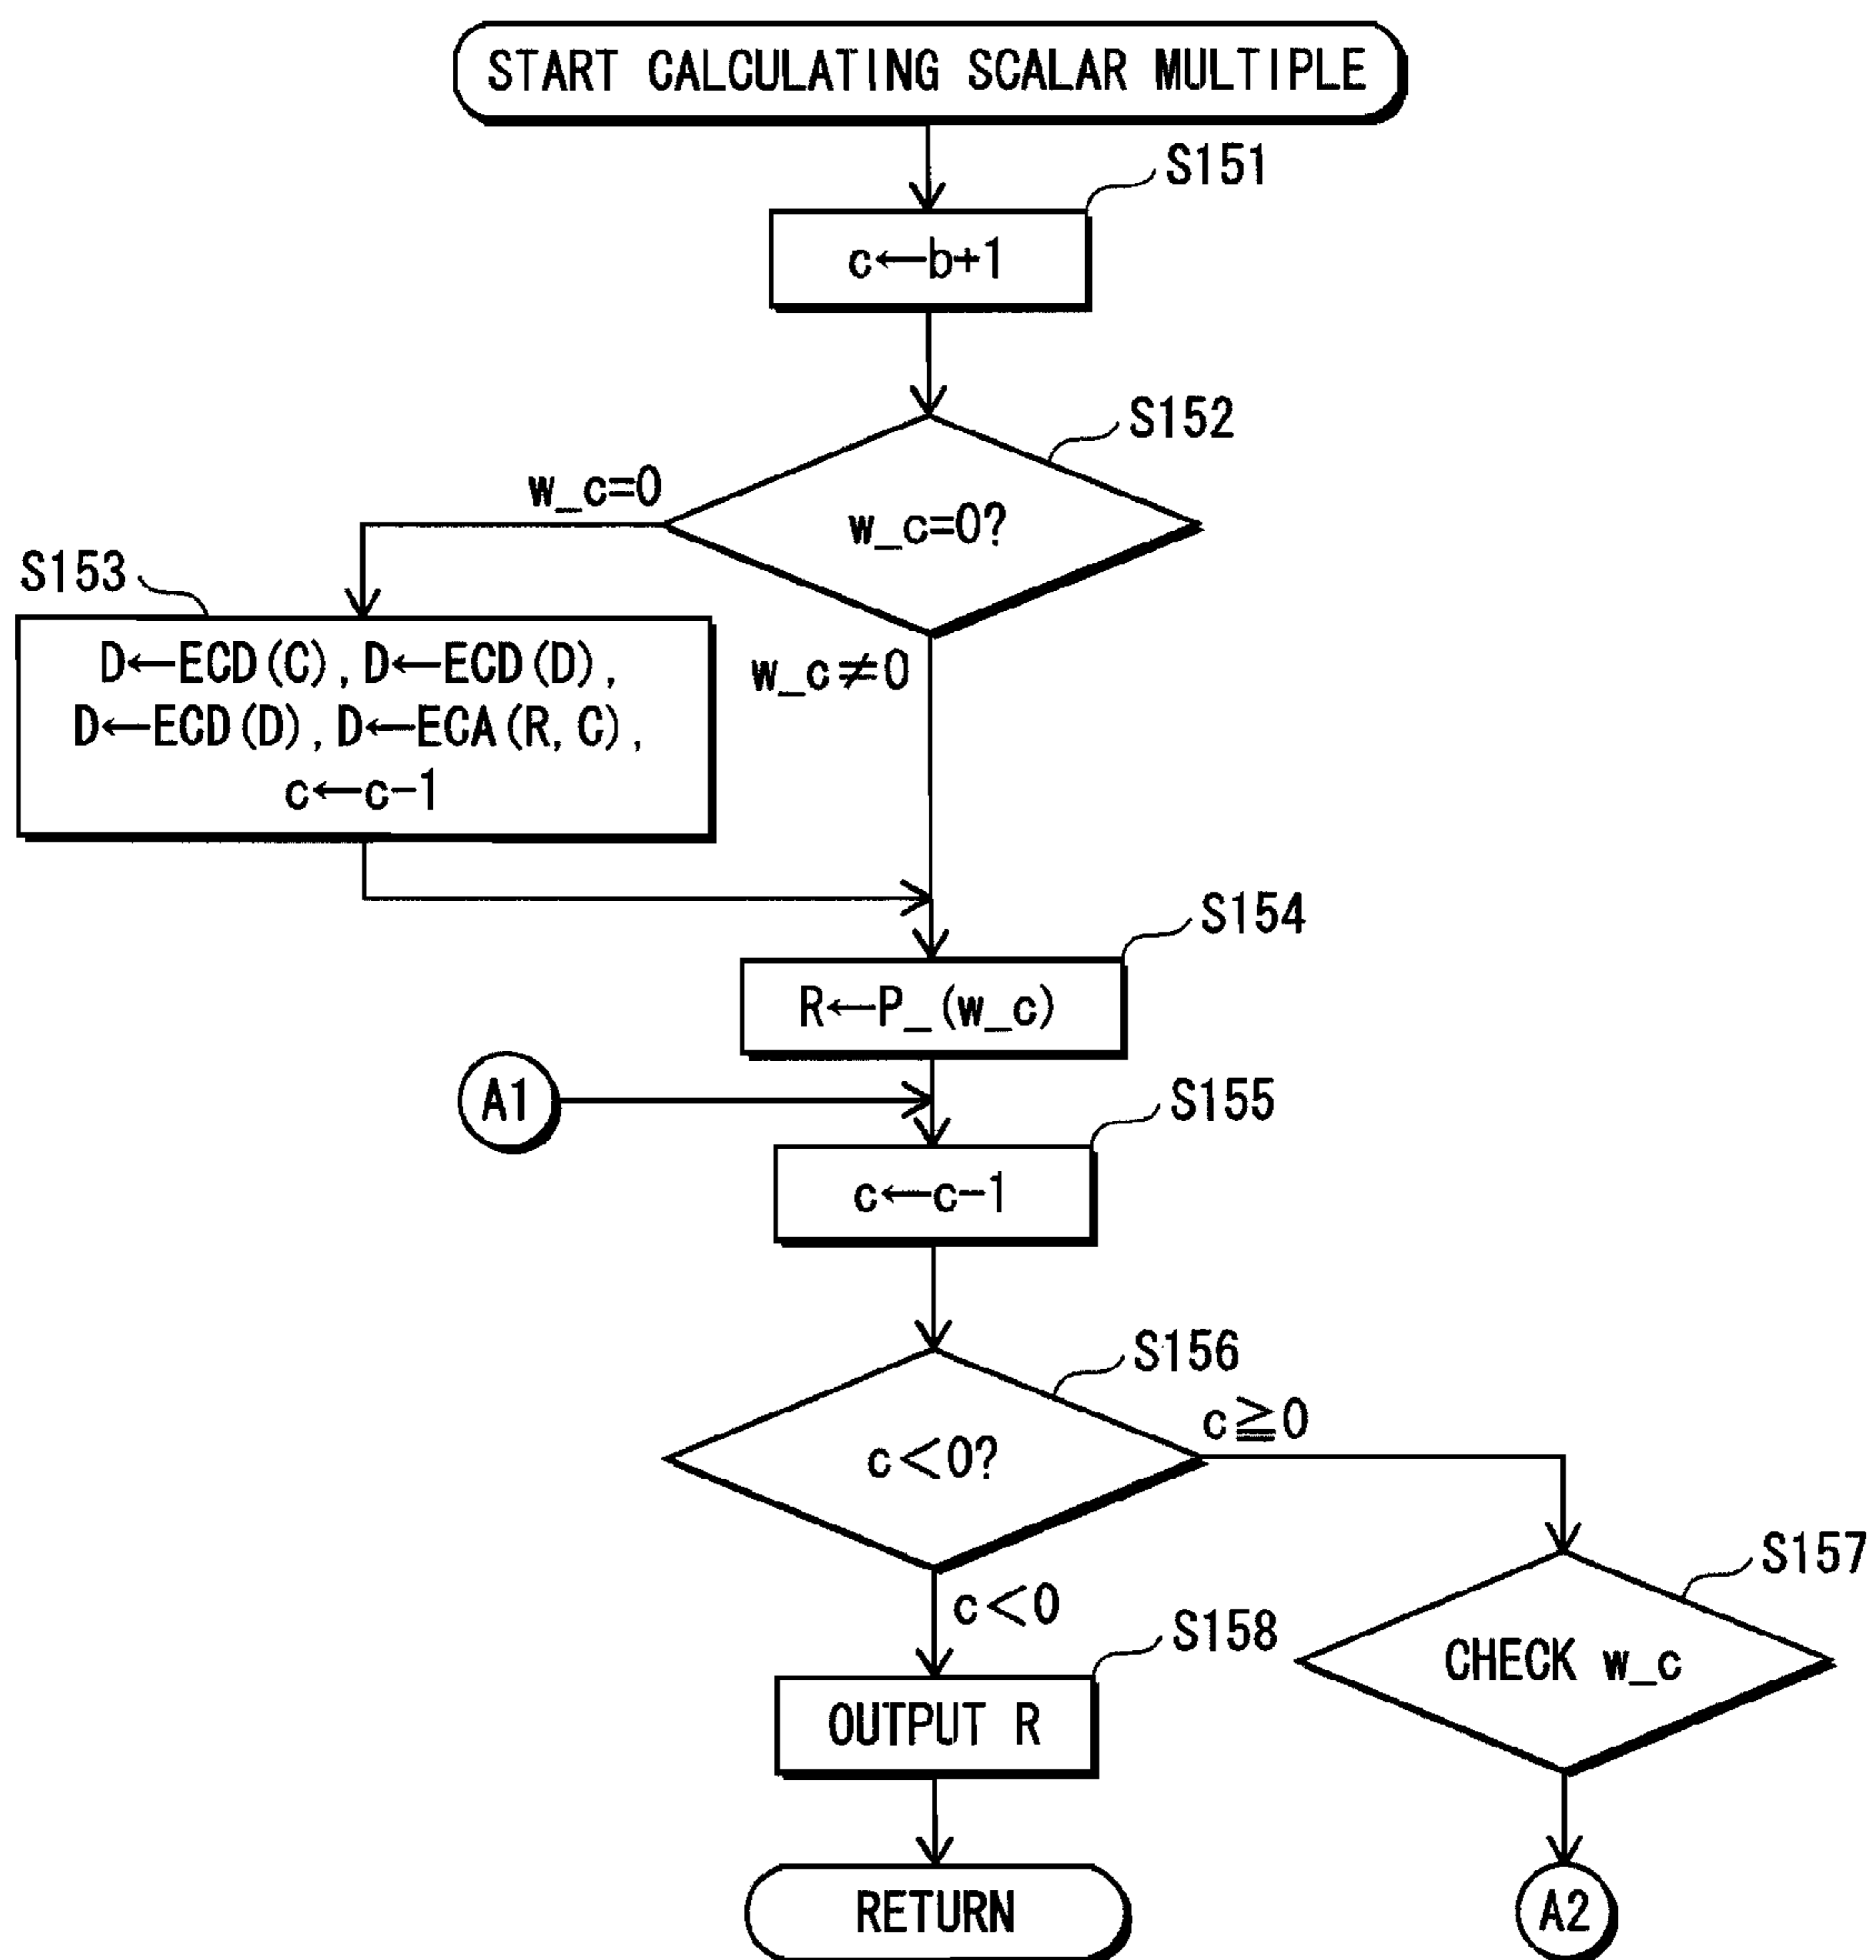 START CALCULATING SCALAR MULTIPLE
S151
c←b+1
S152
w_c=0
w_c=0?
S153
D←ECD(C), D←ECD(D),
D←ECD(D), D←ECA(R, C),
c←c-1
w_c≠0
S154
R←P_(w_c)
A1
S155
c←c-1
S156
c≧0
c<0?
S157
c<0
S158
CHECK w_c
OUTPUT R
RETURN
A2